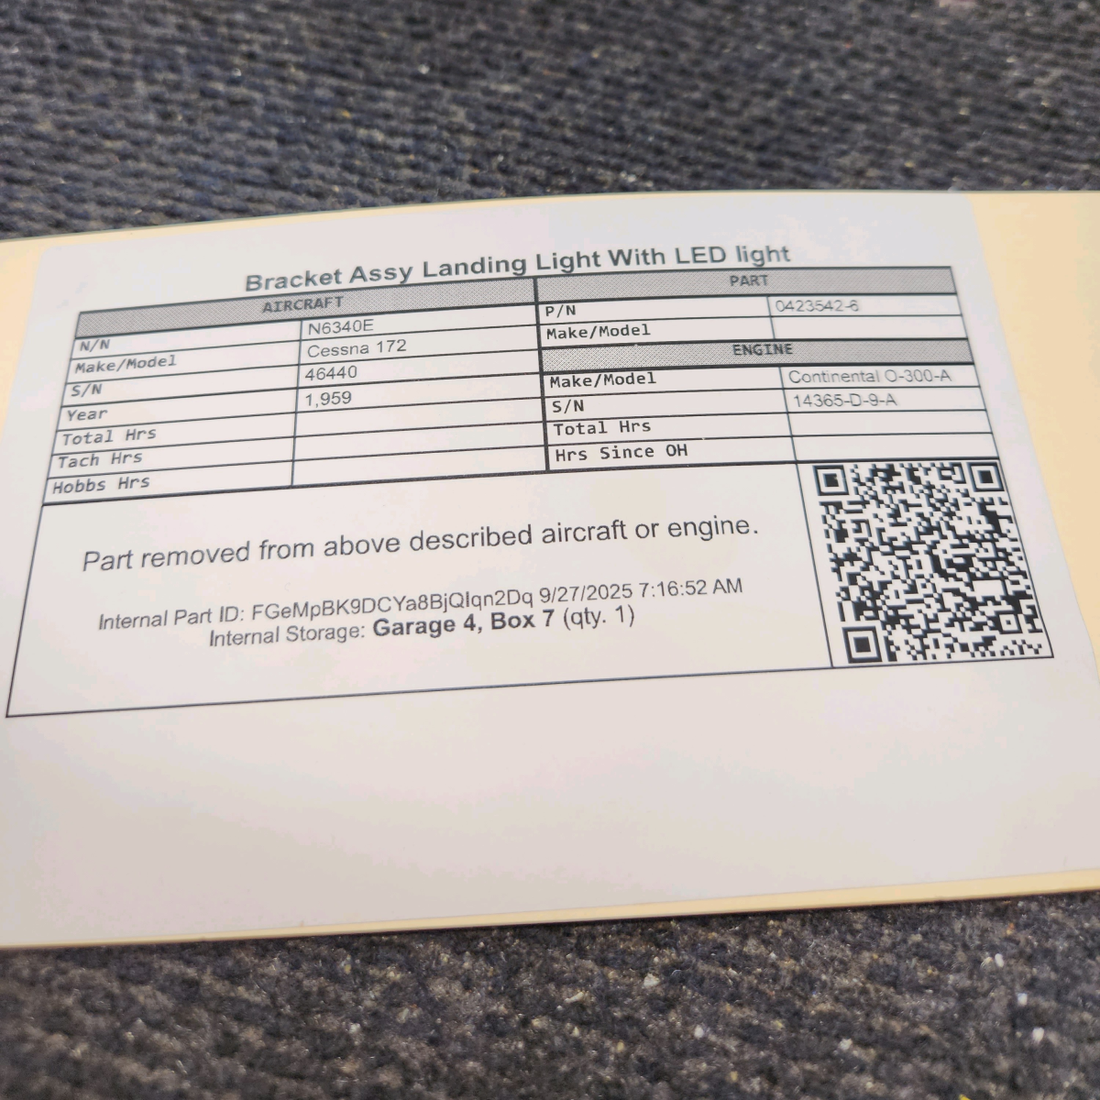 Bracket Assy Landing Light With LED light
AIRCRAFT
N/N N6340E
Make/Model Cessna 172
S/N 46440
Year 1,959
Total Hrs
Tach Hrs
Hobbs Hrs
PART
P/N 0423542-6
Make/Model
ENGINE
Make/Model Continental O-300-A
S/N 14365-D-9-A
Total Hrs
Hrs Since OH
Part removed from above described aircraft or engine.
Internal Part ID: FGeMpBK9DCYa8BjQIqn2Dq 9/27/2025 7:16:52 AM
Internal Storage: Garage 4, Box 7 (qty. 1)